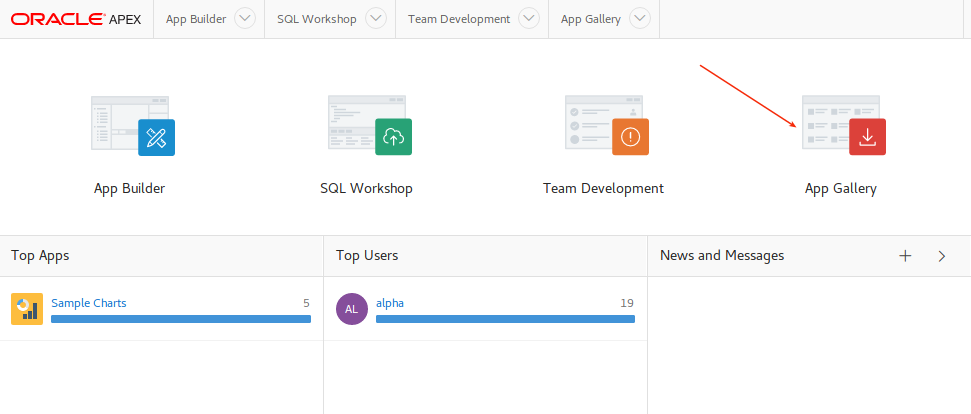 ORACLE APEX App Builder SQL Workshop Team Development App Gallery
App Builder SQL Workshop Team Development App Gallery
Top Apps Top Users News and Messages
Sample Charts 5 AL alpha 19